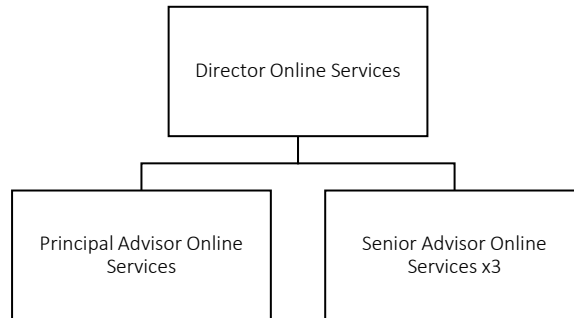 Director Online Services
Principal Advisor Online
Services
Senior Advisor Online
Services x3